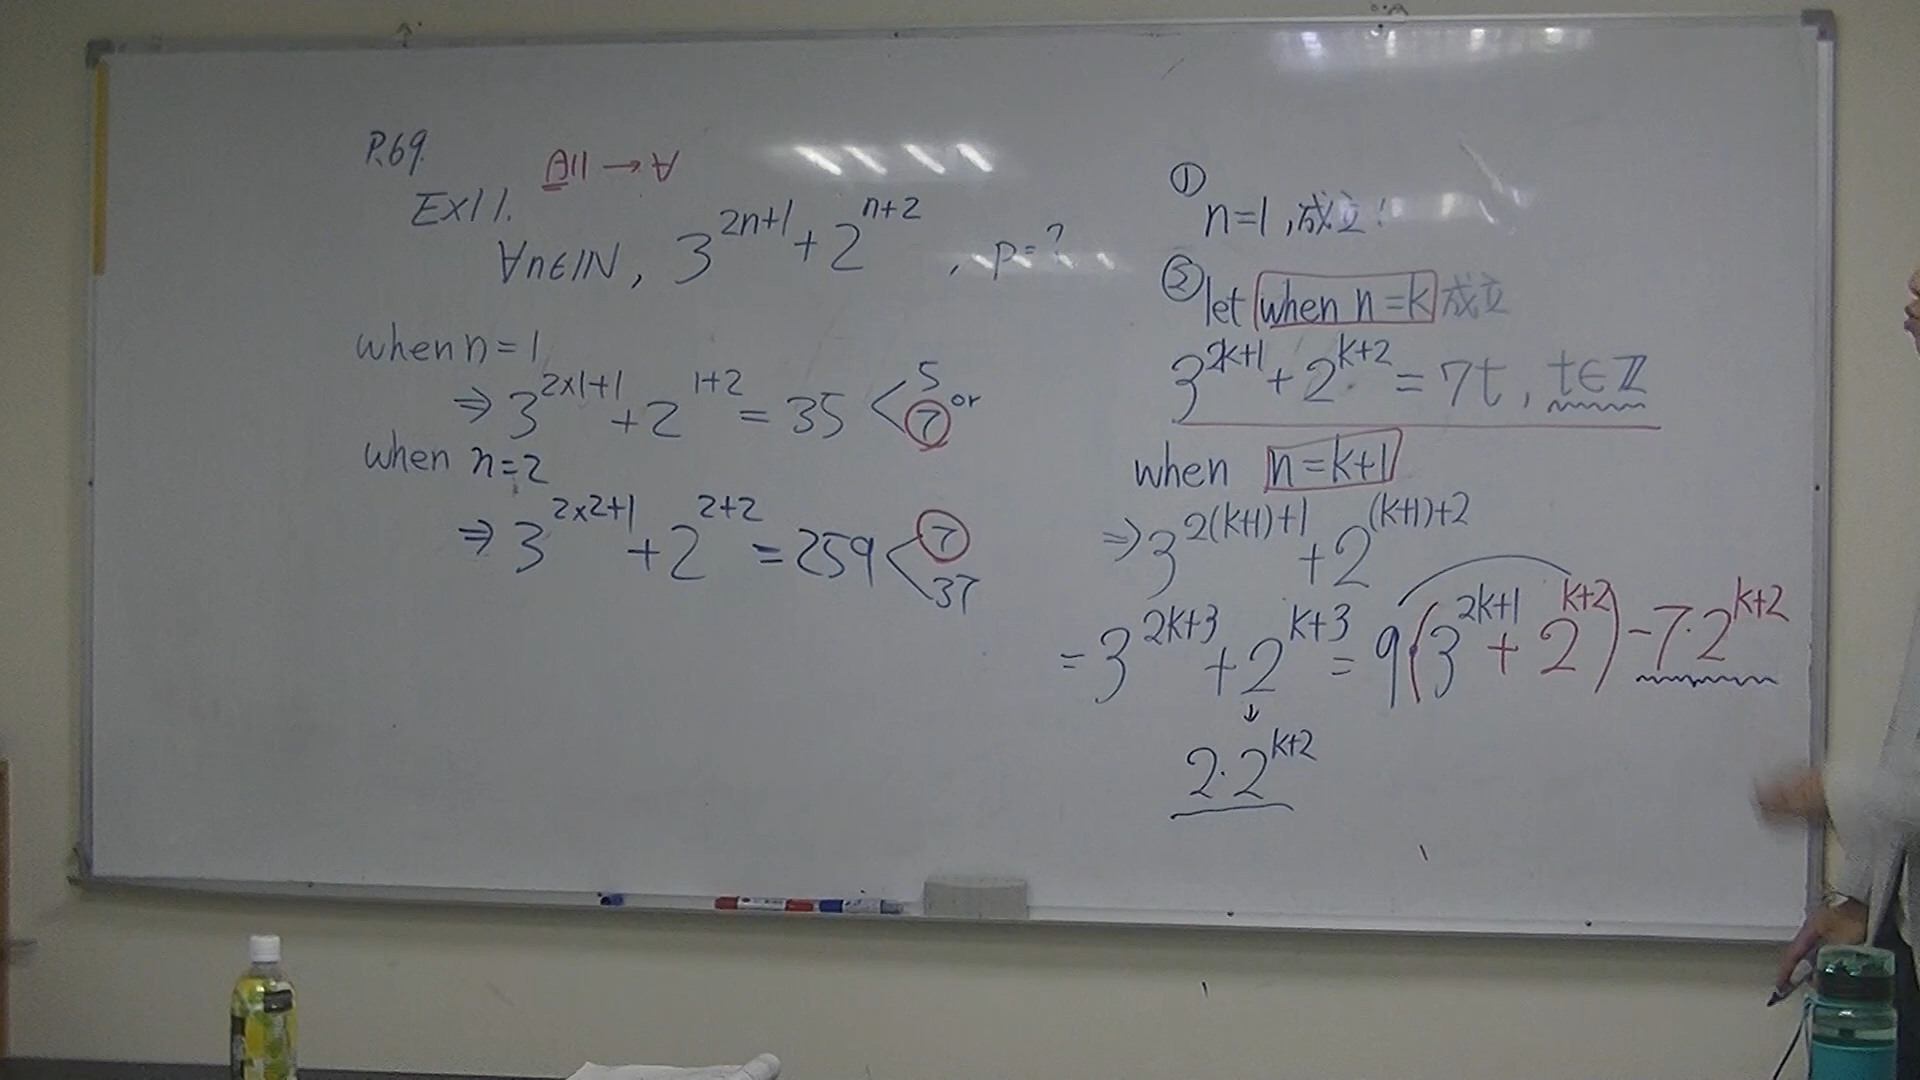 P.69.
All → ∀
Ex11.
∀n∈ℕ, 3^{2n+1} + 2^{n+2}, p=?
when n=1
⇒ 3^{2×1+1} + 2^{1+2} = 35 < 5 or 7
when n=2
⇒ 3^{2×2+1} + 2^{2+2} = 259 < 7 37
① n=1, 成立!
② let when n=k 成立
3^{2k+1} + 2^{k+2} = 7t, t∈ℤ
when n=k+1
⇒ 3^{2(k+1)+1} + 2^{(k+1)+2}
= 3^{2k+3} + 2^{k+3} = 9(3^{2k+1} + 2^{k+2}) − 7·2^{k+2}
↓
2·2^{k+2}